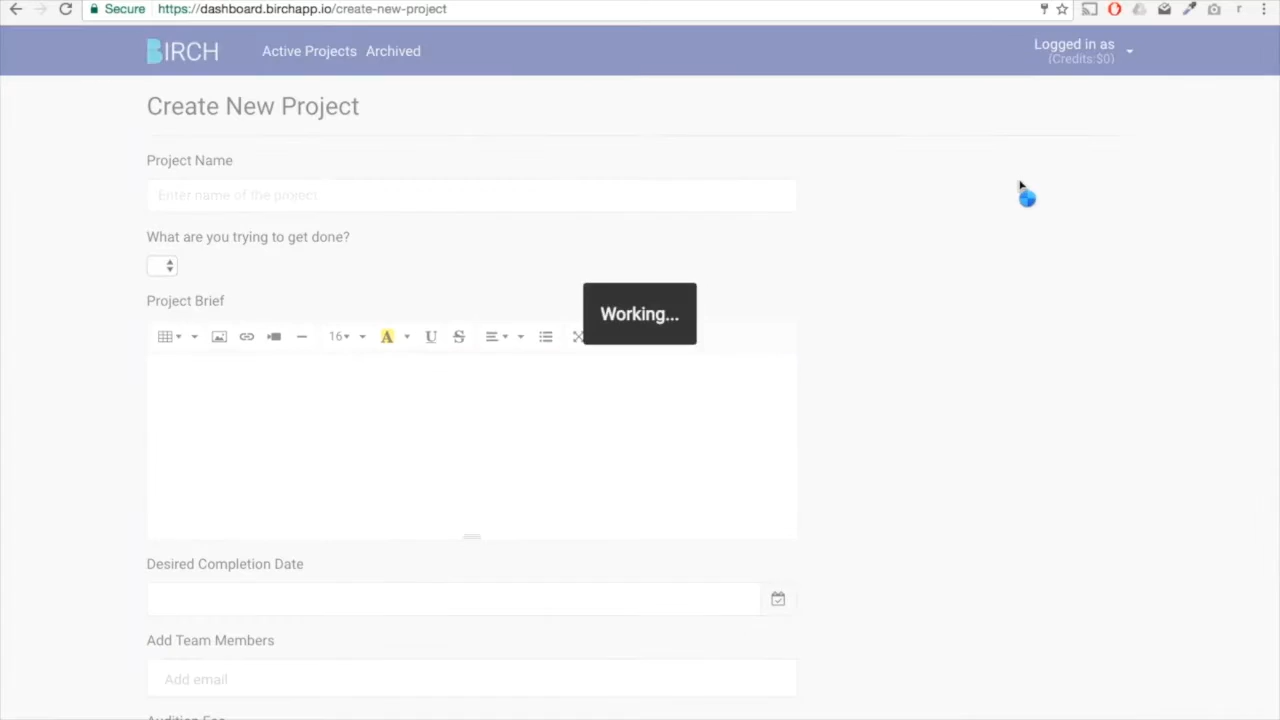 Secure https://dashboard.birchapp.io/create-new-project
BIRCH Active Projects Archived Logged in as
(Credits:$0)
Create New Project
Project Name
Enter name of the project
What are you trying to get done?
Project Brief
Working...
16 A U S
Desired Completion Date
Add Team Members
Add email
Audition Fee